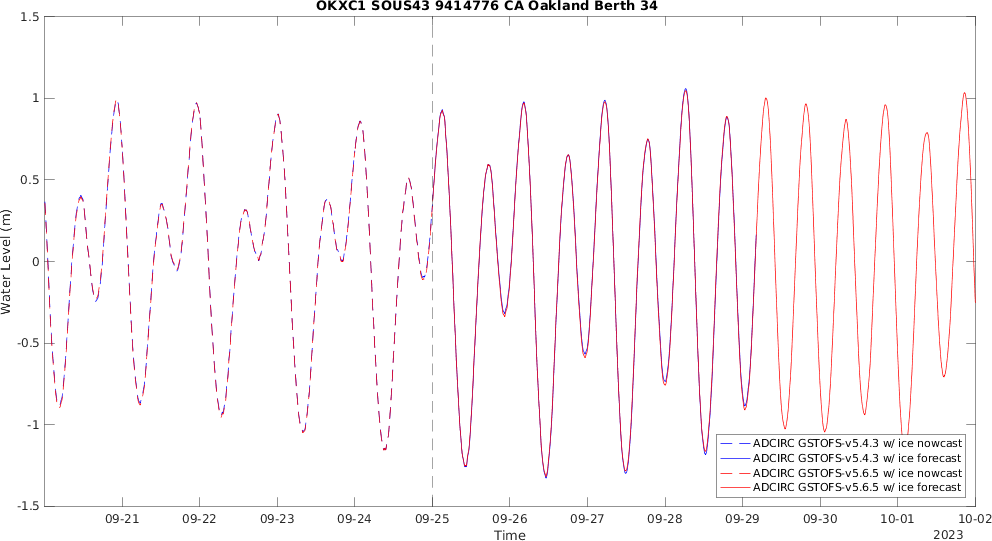 OKXC1 SOUS43 9414776 CA Oakland Berth 34
1.5
1
0.5
0
-0.5
-1
-1.5
Water Level (m)
ADCIRC GSTOFS-v5.4.3 w/ ice nowcast
ADCIRC GSTOFS-v5.4.3 w/ ice forecast
ADCIRC GSTOFS-v5.6.5 w/ ice nowcast
ADCIRC GSTOFS-v5.6.5 w/ ice forecast
09-21 09-22 09-23 09-24 09-25 09-26 09-27 09-28 09-29 09-30 10-01 10-02
Time
2023